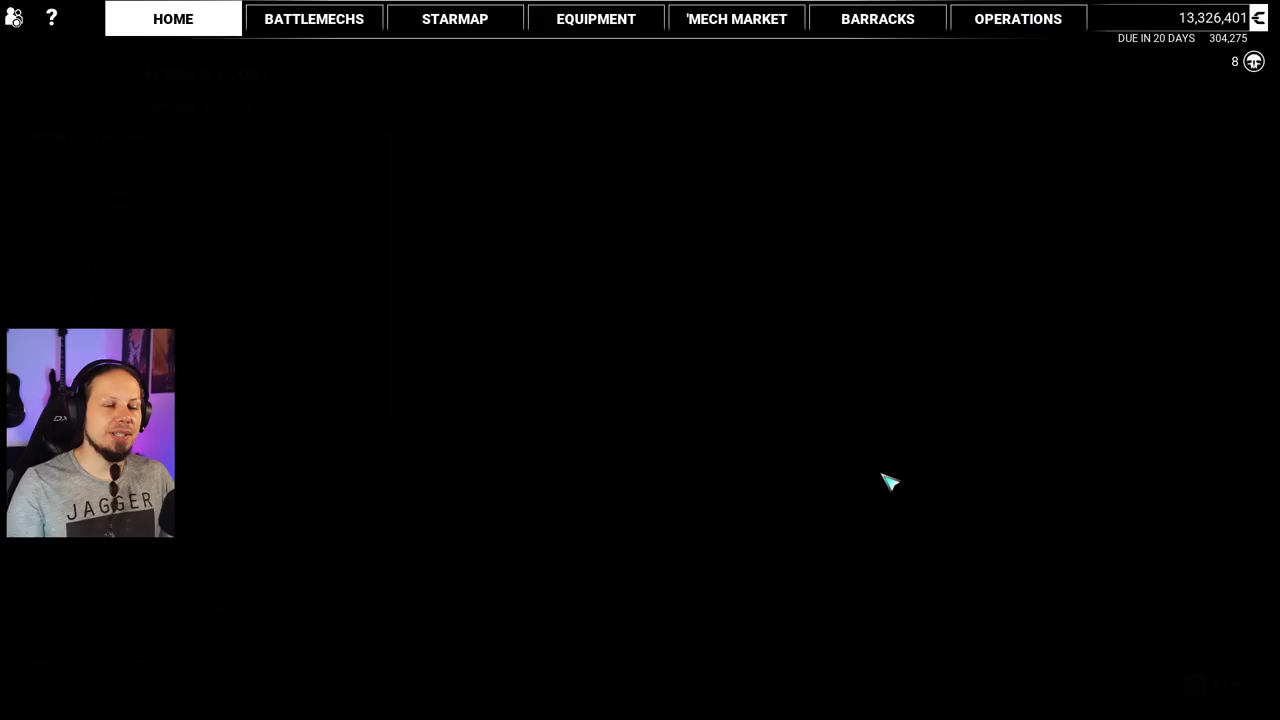 ?
HOME
BATTLEMECHS
STARMAP
EQUIPMENT
'MECH MARKET
BARRACKS
OPERATIONS
13,326,401
DUE IN 20 DAYS 304,275
8
DX
JAGGER